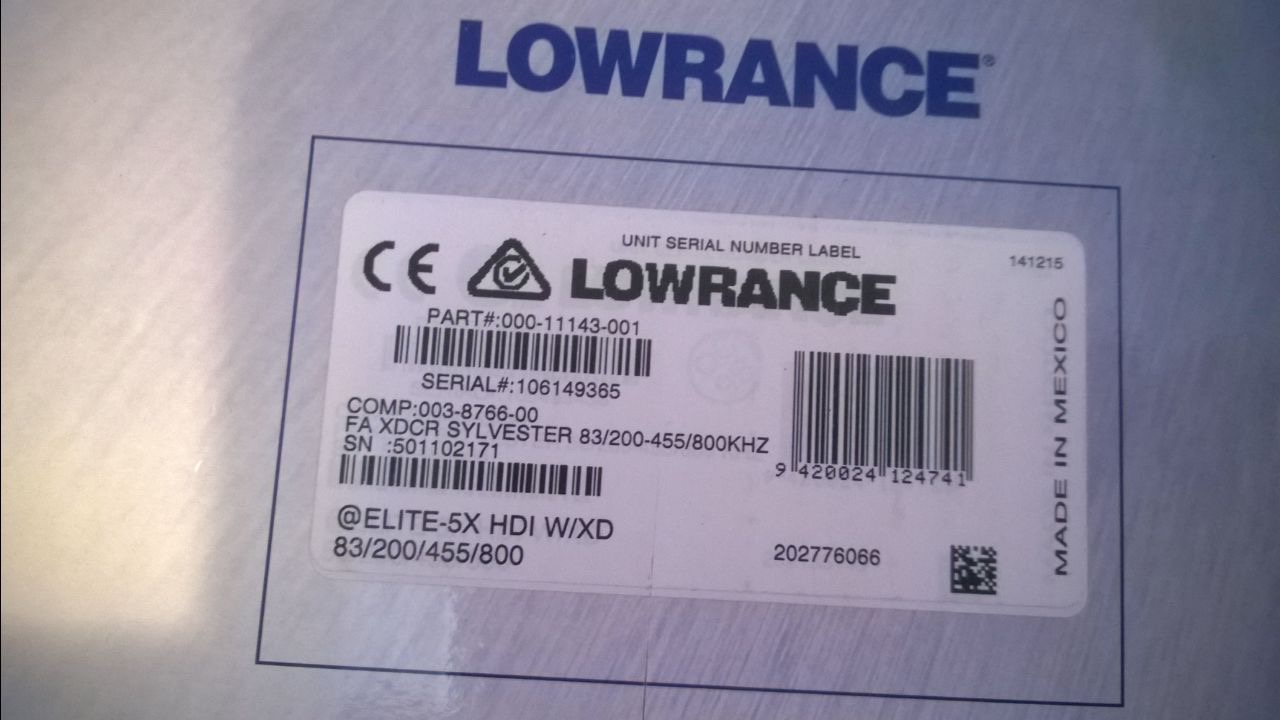 LOWRANCE®
UNIT SERIAL NUMBER LABEL
141215
CE
LOWRANCE
PART#:000-11143-001
SERIAL#:106149365
COMP:003-8766-00
FA XDCR SYLVESTER 83/200-455/800KHZ
SN :501102171
9 420024 124741
@ELITE-5X HDI W/XD
83/200/455/800
202776066
MADE IN MEXICO